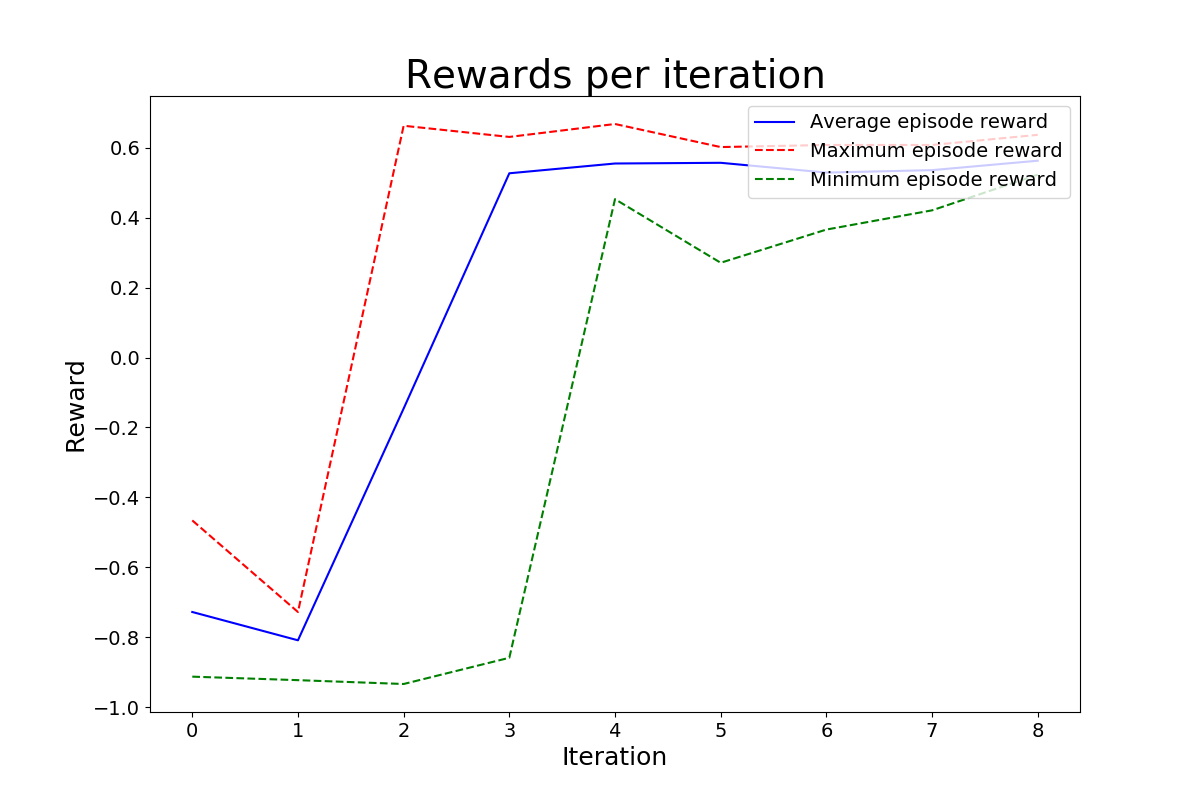 Rewards per iteration
Average episode reward
Maximum episode reward
Minimum episode reward
0.6
0.4
0.2
0.0
−0.2
−0.4
−0.6
−0.8
−1.0
Reward
0 1 2 3 4 5 6 7 8
Iteration